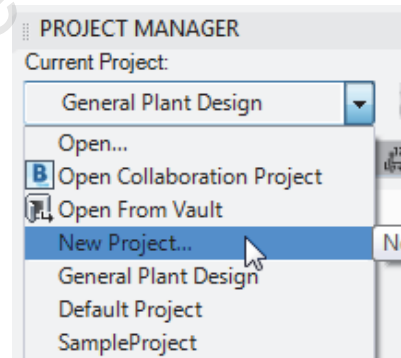 PROJECT MANAGER
Current Project:
General Plant Design
Open...
B Open Collaboration Project
Open From Vault
New Project...
General Plant Design
Default Project
SampleProject